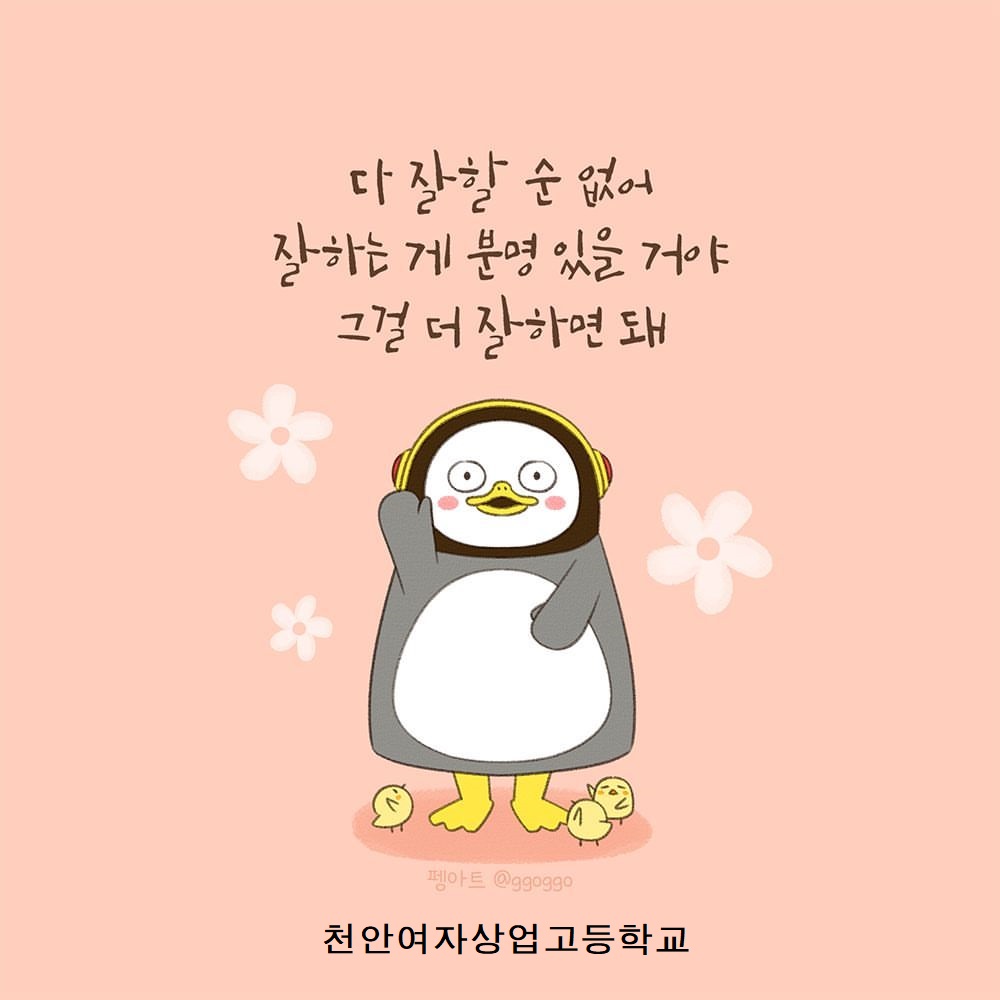 다 잘할 순 없어
잘하는 게 분명 있을 거야
그걸 더 잘하면 돼
펭아트 @ggoggo
천안여자상업고등학교